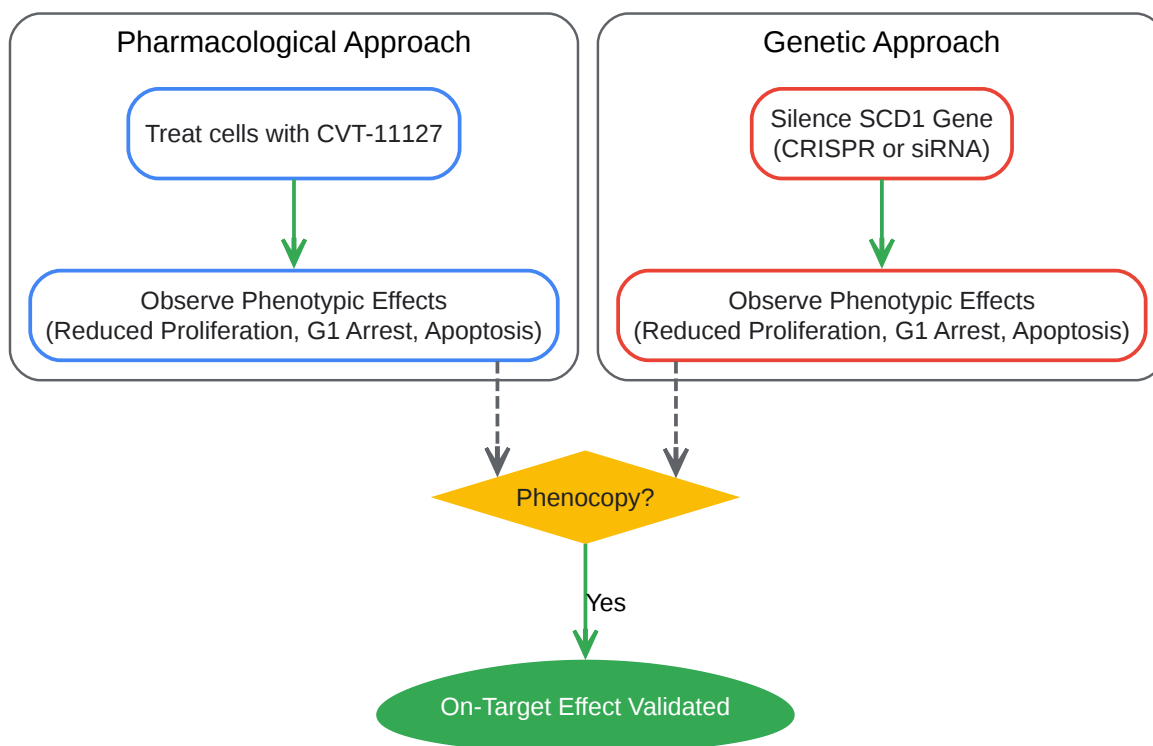 Pharmacological Approach
Treat cells with CVT-11127
Observe Phenotypic Effects
(Reduced Proliferation, G1 Arrest, Apoptosis)
Genetic Approach
Silence SCD1 Gene
(CRISPR or siRNA)
Observe Phenotypic Effects
(Reduced Proliferation, G1 Arrest, Apoptosis)
Phenocopy?
Yes
On-Target Effect Validated